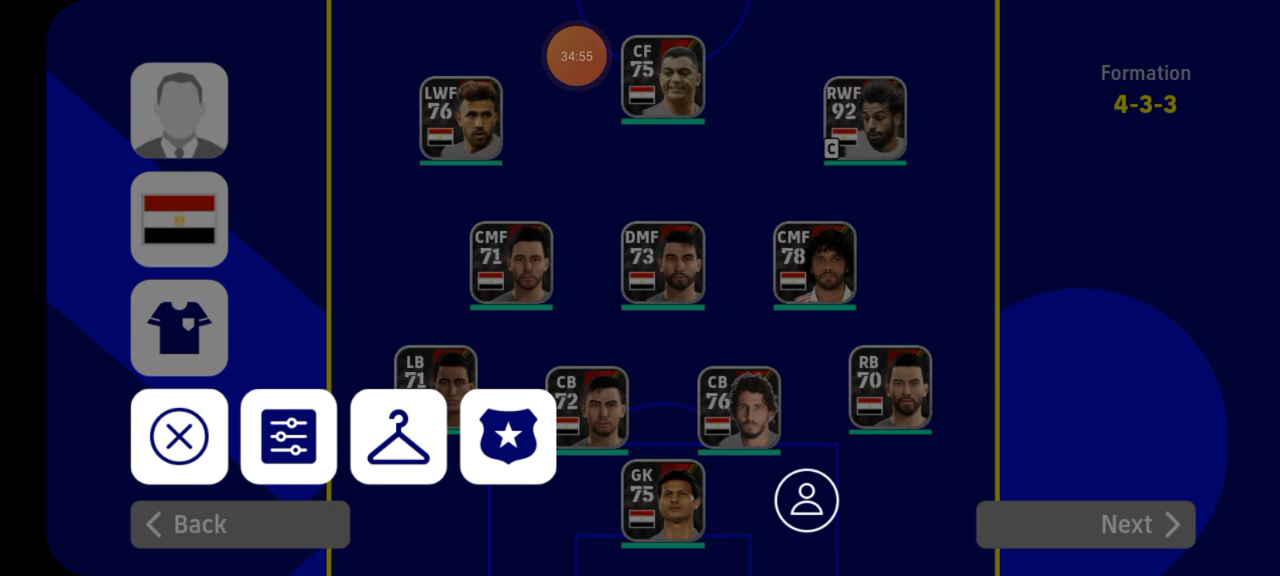 34:55
CF
75
LWF
76
RWF
92
C
Formation
4-3-3
CMF
71
DMF
73
CMF
78
LB
71
CB
72
CB
76
RB
70
GK
75
Back
Next